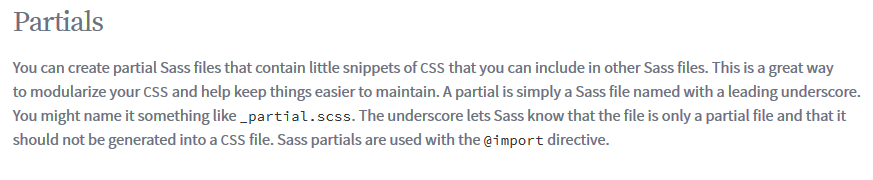 Partials
You can create partial Sass files that contain little snippets of CSS that you can include in other Sass files. This is a great way
to modularize your CSS and help keep things easier to maintain. A partial is simply a Sass file named with a leading underscore.
You might name it something like _partial.scss. The underscore lets Sass know that the file is only a partial file and that it
should not be generated into a CSS file. Sass partials are used with the @import directive.